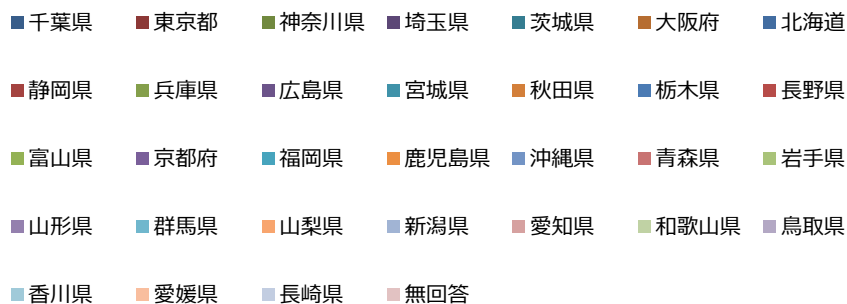 千葉県 東京都 神奈川県 埼玉県 茨城県 大阪府 北海道
静岡県 兵庫県 広島県 宮城県 秋田県 栃木県 長野県
富山県 京都府 福岡県 鹿児島県 沖縄県 青森県 岩手県
山形県 群馬県 山梨県 新潟県 愛知県 和歌山県 鳥取県
香川県 愛媛県 長崎県 無回答